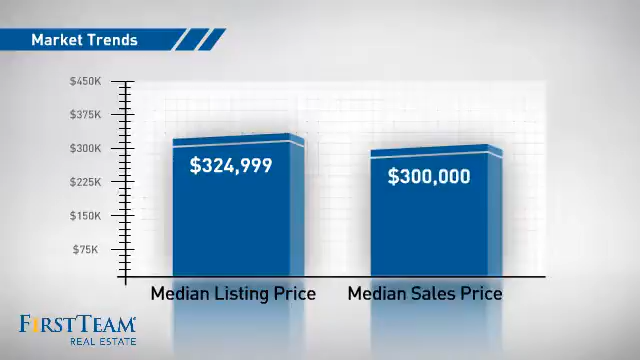 Market Trends
$450K
$375K
$300K
$225K
$150K
$75K
$324,999
$300,000
Median Listing Price
Median Sales Price
FIRSTTEAM®
REAL ESTATE